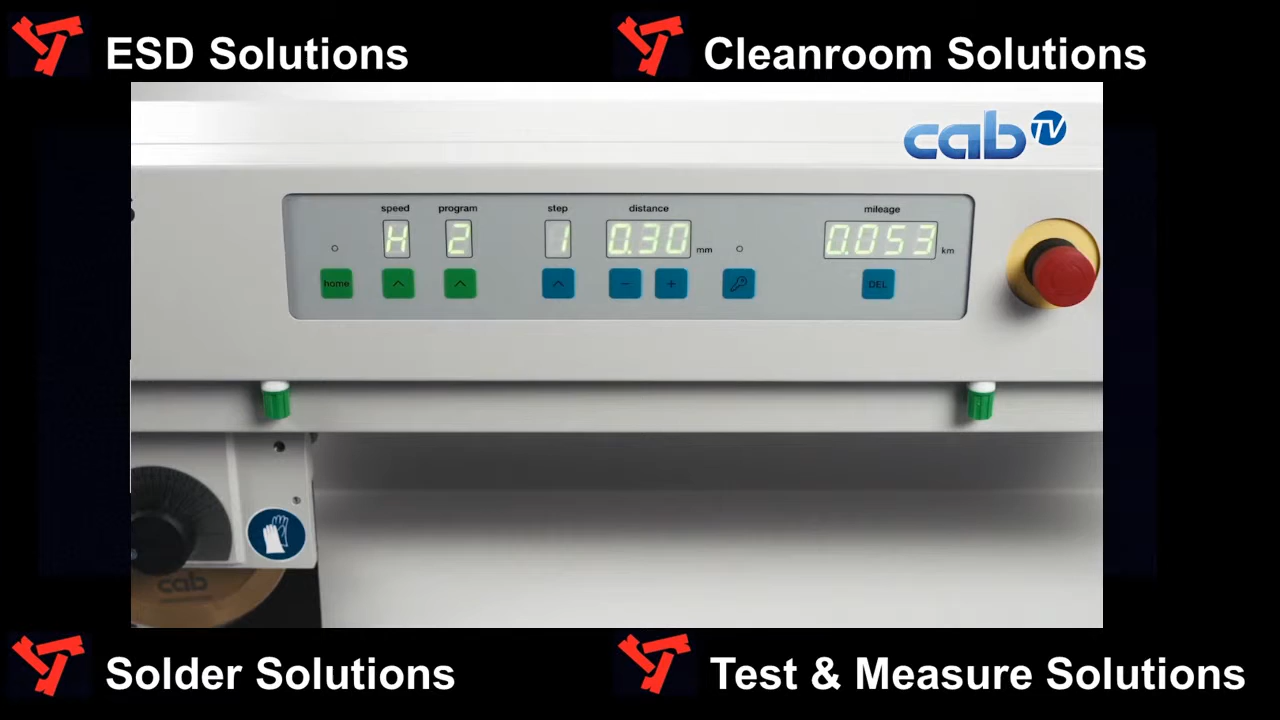 ESD Solutions
Cleanroom Solutions
cab TV
speed program step distance mileage
H 2 1 0.30 mm 0.053 km
home - + DEL
cab
Solder Solutions
Test & Measure Solutions